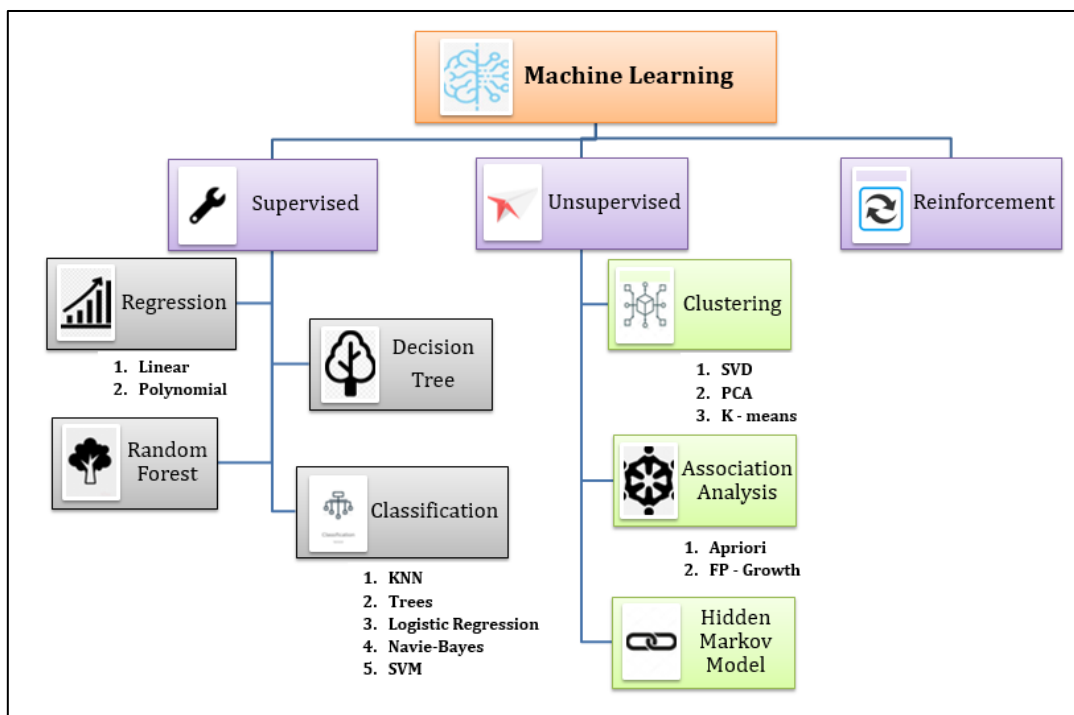 Machine Learning
Supervised
Unsupervised
Reinforcement
Regression
1. Linear
2. Polynomial
Decision
Tree
Random
Forest
Classification
Classification
1. KNN
2. Trees
3. Logistic Regression
4. Navie-Bayes
5. SVM
Clustering
1. SVD
2. PCA
3. K - means
Association
Analysis
1. Apriori
2. FP - Growth
Hidden
Markov
Model